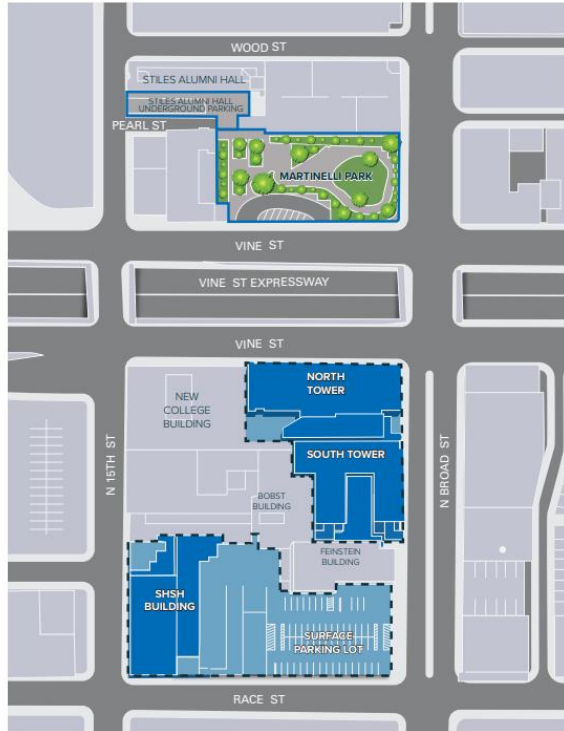 WOOD ST
STILES ALUMNI HALL
STILES ALUMNI HALL
UNDERGROUND PARKING
PEARL ST
MARTINELLI PARK
VINE ST
VINE ST EXPRESSWAY
VINE ST
NORTH
TOWER
NEW
COLLEGE
BUILDING
SOUTH TOWER
N 15TH ST
N BROAD ST
BOBST
BUILDING
FEINSTEIN
BUILDING
SHSH
BUILDING
SURFACE
PARKING LOT
RACE ST